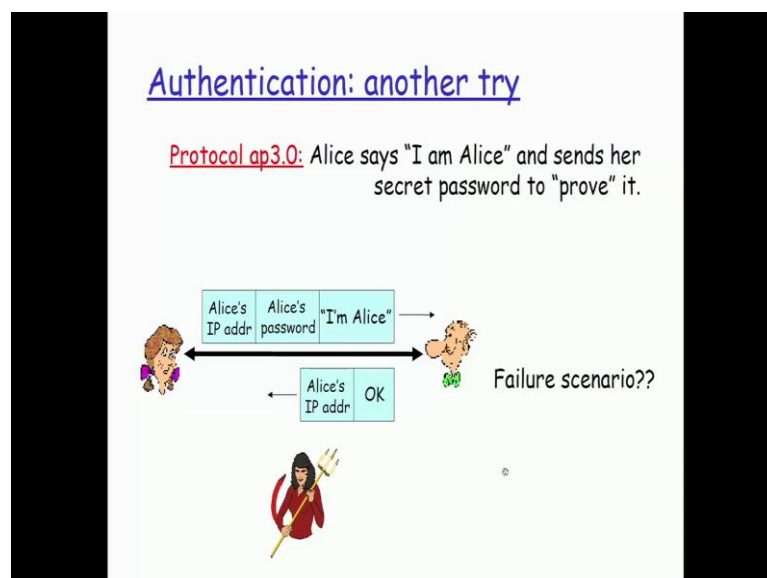 Authentication: another try
Protocol ap3.0: Alice says "I am Alice" and sends her
secret password to "prove" it.
Alice's
IP addr
Alice's
password
"I'm Alice"
Alice's
IP addr
OK
Failure scenario??